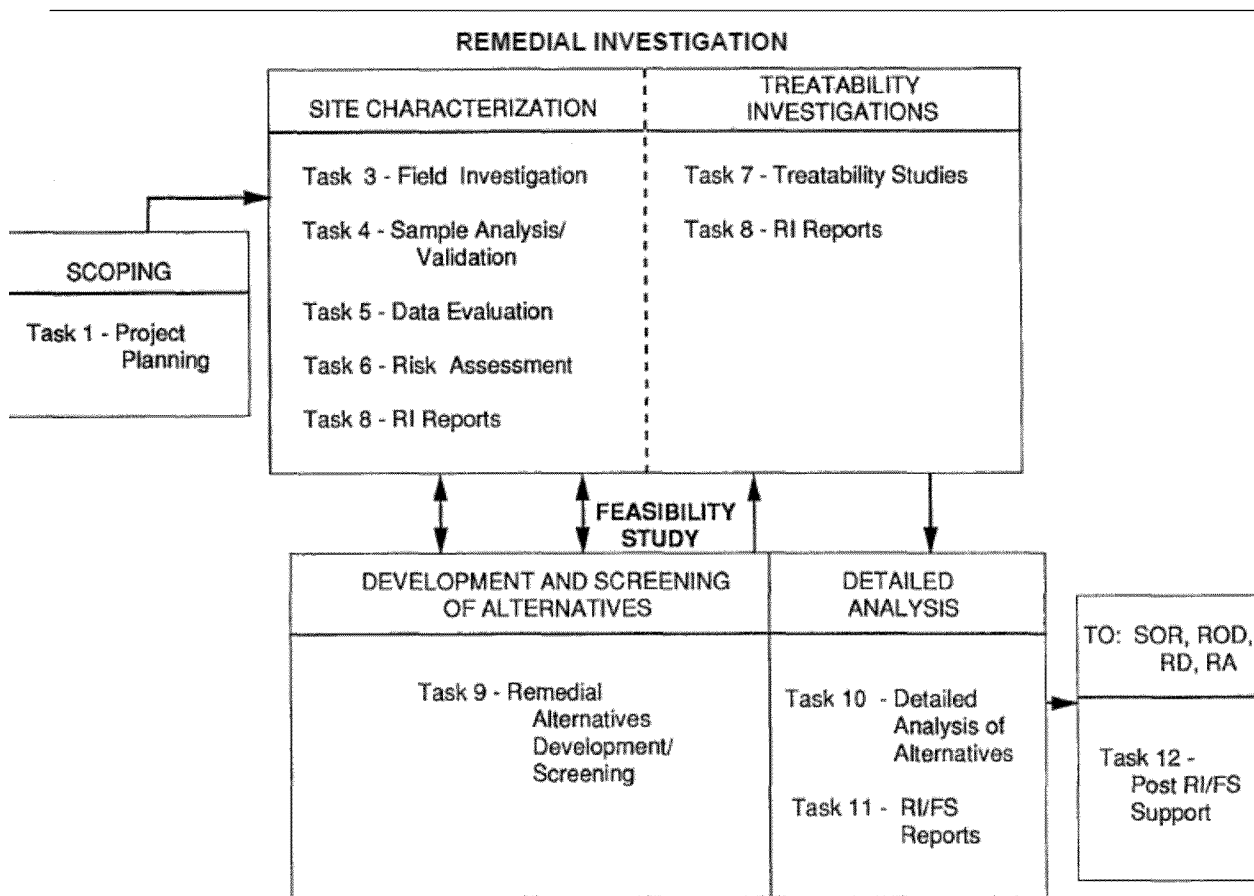 REMEDIAL INVESTIGATION
SCOPING
Task 1 - Project
Planning
SITE CHARACTERIZATION
Task 3 - Field Investigation
Task 4 - Sample Analysis/
Validation
Task 5 - Data Evaluation
Task 6 - Risk Assessment
Task 8 - RI Reports
TREATABILITY
INVESTIGATIONS
Task 7 - Treatability Studies
Task 8 - RI Reports
FEASIBILITY
STUDY
DEVELOPMENT AND SCREENING
OF ALTERNATIVES
Task 9 - Remedial
Alternatives
Development/
Screening
DETAILED
ANALYSIS
Task 10 - Detailed
Analysis of
Alternatives
Task 11 - RI/FS
Reports
TO: SOR, ROD,
RD, RA
Task 12 -
Post RI/FS
Support